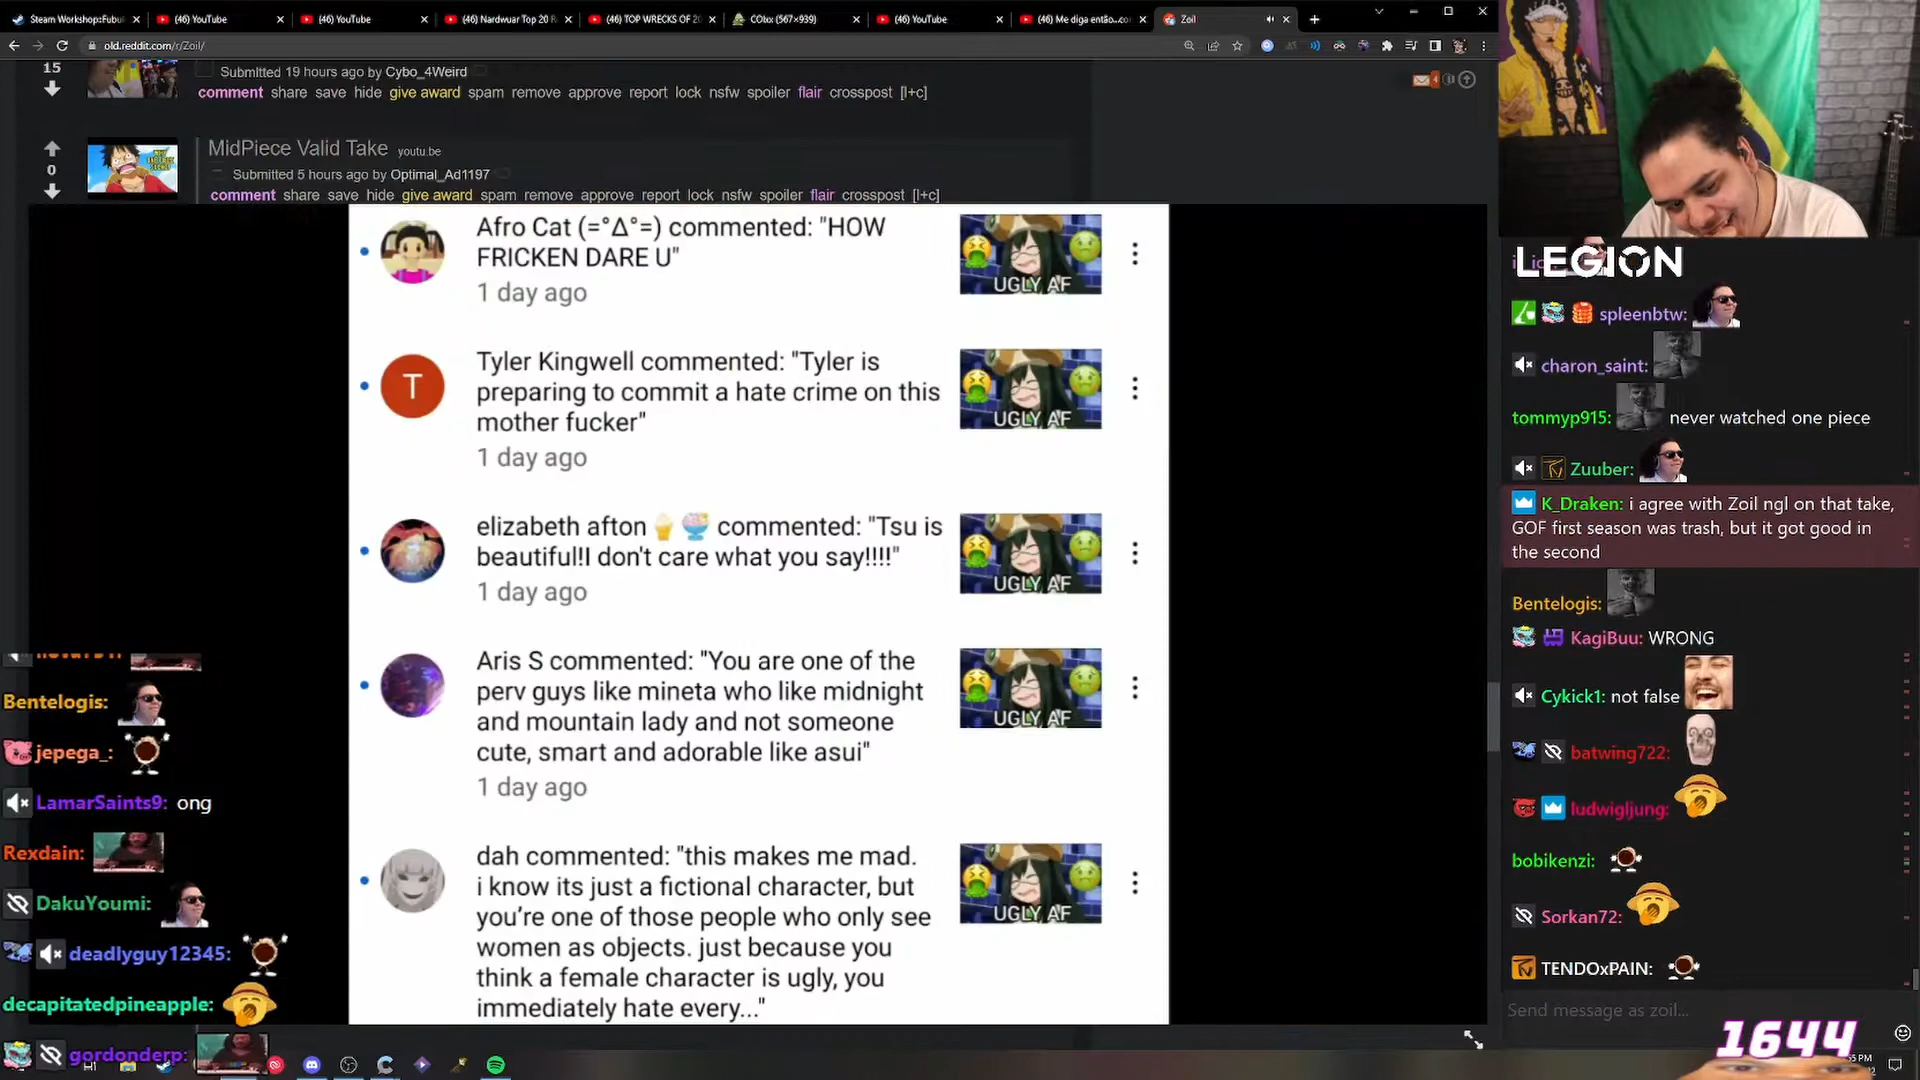 Steam Workshop::Fubul
(46) YouTube
(46) YouTube
(46) Nardwuar Top 20 R
(46) TOP WRECKS OF 20
COlxx (567×939)
(46) YouTube
(46) Me diga então...co
Zoil
old.reddit.com/r/Zoil/
15
Submitted 19 hours ago by Cybo_4Weird
comment share save hide give award spam remove approve report lock nsfw spoiler flair crosspost [l+c]
4
MidPiece Valid Take youtu.be
0
Submitted 5 hours ago by Optimal_Ad1197
comment share save hide give award spam remove approve report lock nsfw spoiler flair crosspost [l+c]
Afro Cat (=°Δ°=) commented: "HOW
FRICKEN DARE U"
1 day ago
UGLY AF
T
Tyler Kingwell commented: "Tyler is
preparing to commit a hate crime on this
mother fucker"
1 day ago
UGLY AF
elizabeth afton 🍦🍨 commented: "Tsu is
beautiful!I don't care what you say!!!!"
1 day ago
UGLY AF
Aris S commented: "You are one of the
perv guys like mineta who like midnight
and mountain lady and not someone
cute, smart and adorable like asui"
1 day ago
UGLY AF
dah commented: "this makes me mad.
i know its just a fictional character, but
you're one of those people who only see
women as objects. just because you
think a female character is ugly, you
immediately hate every..."
UGLY AF
Bentelogis:
jepega_:
LamarSaints9: ong
Rexdain:
DakuYoumi:
deadlyguy12345:
decapitatedpineapple:
gordonderp:
LEGION
spleenbtw:
charon_saint:
tommyp915: never watched one piece
Zuuber:
K_Draken: i agree with Zoil ngl on that take,
GOF first season was trash, but it got good in
the second
Bentelogis:
KagiBuu: WRONG
Cykick1: not false
batwing722:
ludwigljung:
bobikenzi:
Sorkan72:
TENDOxPAIN:
Send message as zoil...
1644